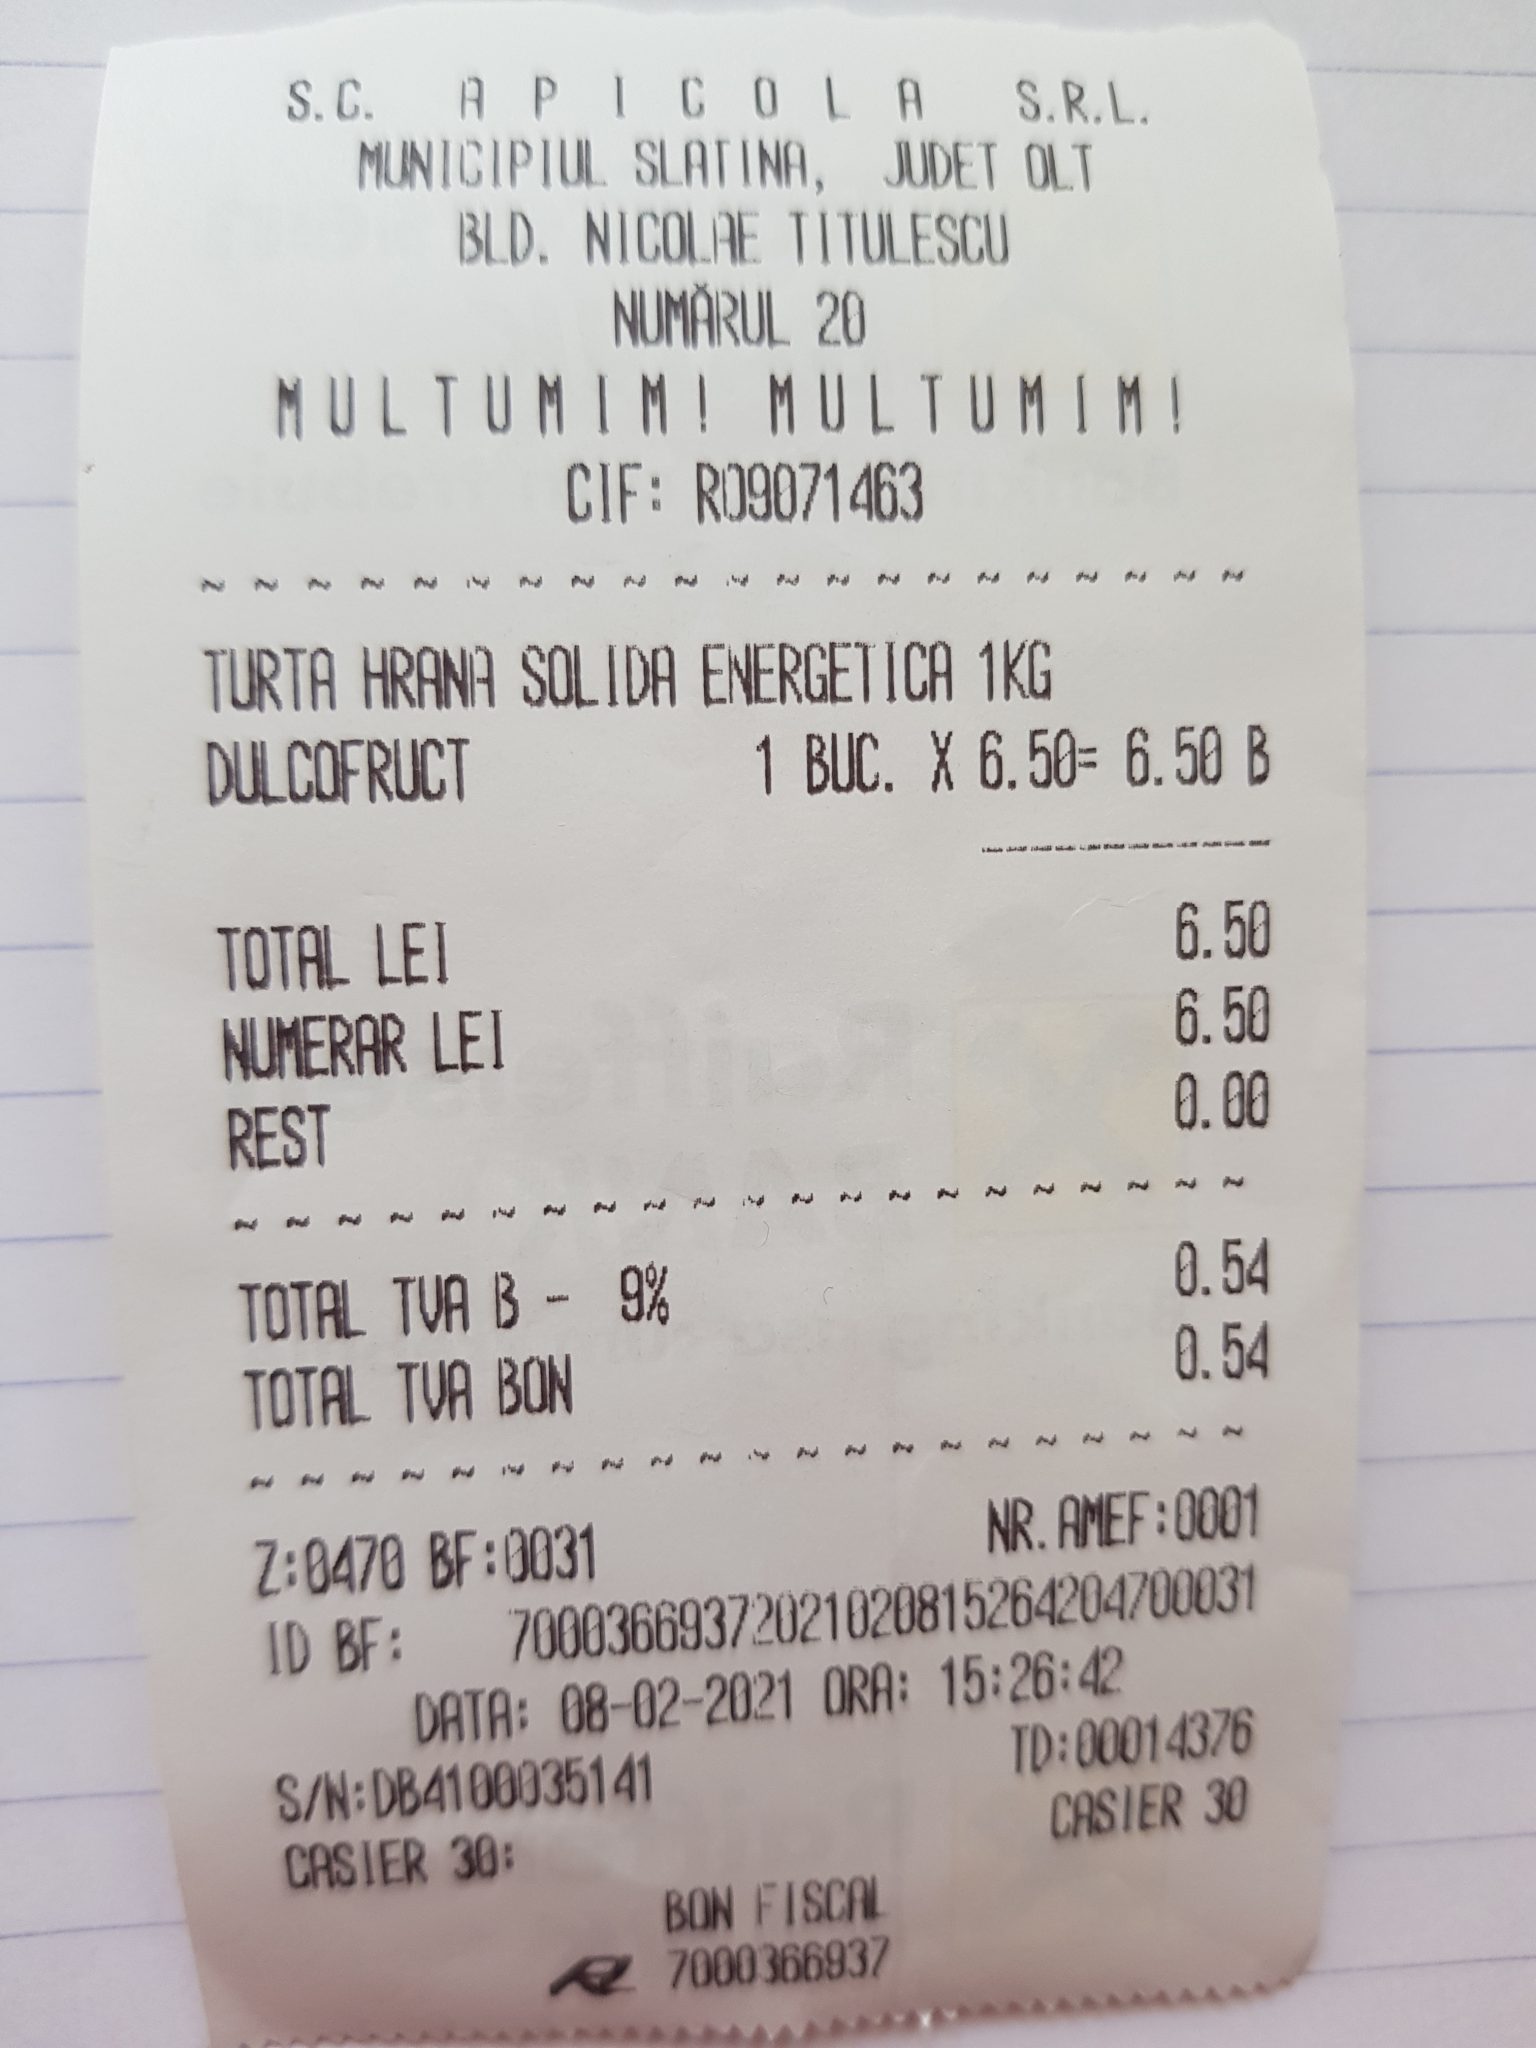 S.C. A P I C O L A S.R.L.
MUNICIPIUL SLATINA, JUDET OLT
BLD. NICOLAE TITULESCU
NUMĂRUL 20
M U L T U M I M ! M U L T U M I M !
CIF: RO9071463
~ ~ ~ ~ ~ ~ ~ ~ ~ ~ ~ ~ ~ ~ ~ ~ ~ ~ ~ ~ ~
TURTA HRANA SOLIDA ENERGETICA 1KG
DULCOFRUCT 1 BUC. X 6.50= 6.50 B
------------
TOTAL LEI 6.50
NUMERAR LEI 6.50
REST 0.00
~ ~ ~ ~ ~ ~ ~ ~ ~ ~ ~ ~ ~ ~ ~ ~ ~ ~ ~ ~ ~
TOTAL TVA B - 9% 0.54
TOTAL TVA BON 0.54
~ ~ ~ ~ ~ ~ ~ ~ ~ ~ ~ ~ ~ ~ ~ ~ ~ ~ ~ ~ ~
Z:0470 BF:0031 NR.AMEF:0001
ID BF: 70003669372021020815264204700031
DATA: 08-02-2021 ORA: 15:26:42
S/N:DB4100035141 TD:00014376
CASIER 30: CASIER 30
BON FISCAL
7000366937